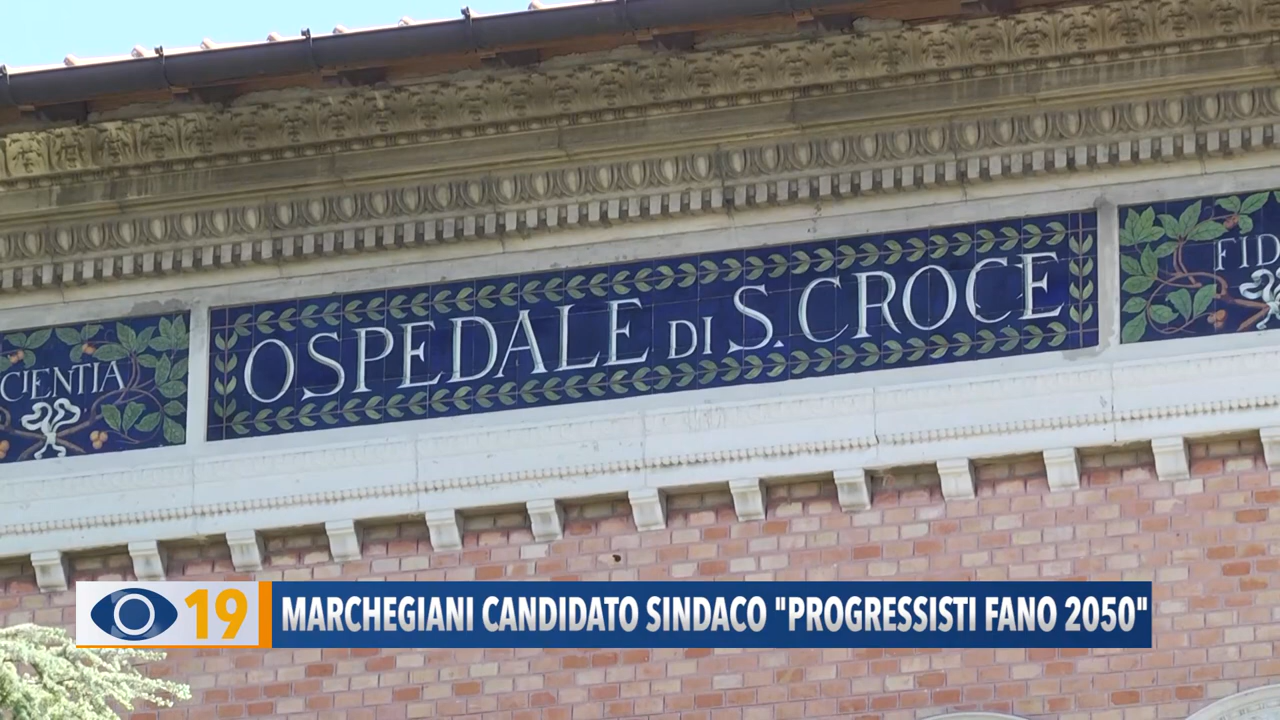 CIENTIA
OSPEDALE DI S. CROCE
FID
19
MARCHEGIANI CANDIDATO SINDACO "PROGRESSISTI FANO 2050"